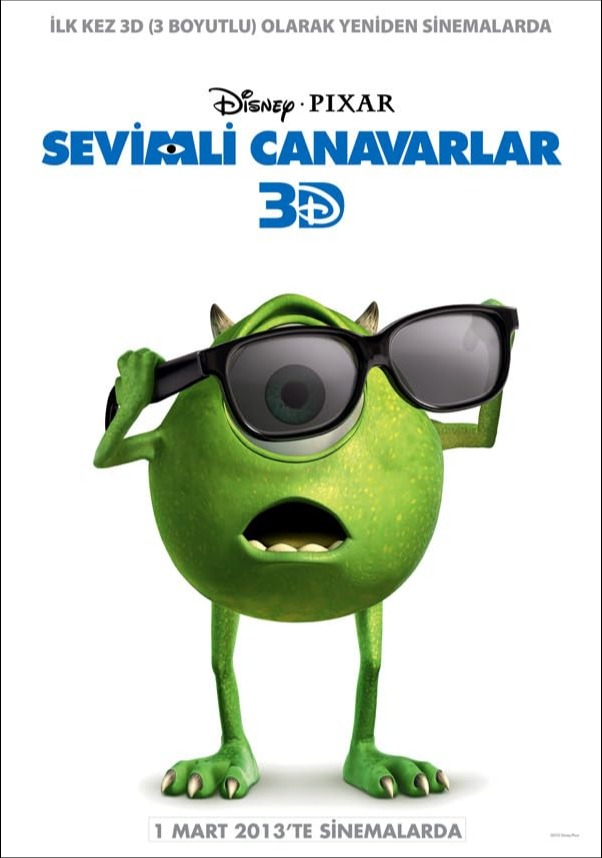 İLK KEZ 3D (3 BOYUTLU) OLARAK YENİDEN SİNEMALARDA
Disney · PIXAR
SEVİMLİ CANAVARLAR
3D
1 MART 2013'TE SİNEMALARDA